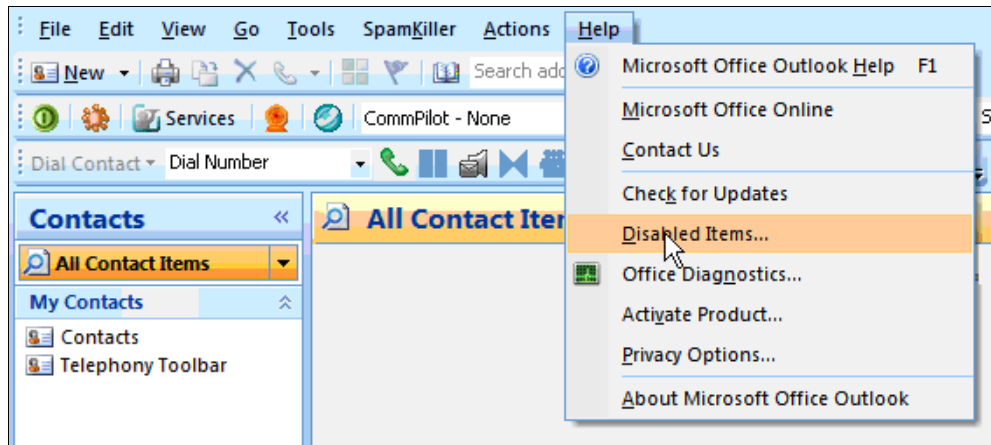 File Edit View Go Tools SpamKiller Actions Help
New Search add
Services CommPilot - None S
Dial Contact Dial Number
Contacts «
All Contact Items
My Contacts
Contacts
Telephony Toolbar
All Contact Iter
Microsoft Office Outlook Help F1
Microsoft Office Online
Contact Us
Check for Updates
Disabled Items...
Office Diagnostics...
Activate Product...
Privacy Options...
About Microsoft Office Outlook